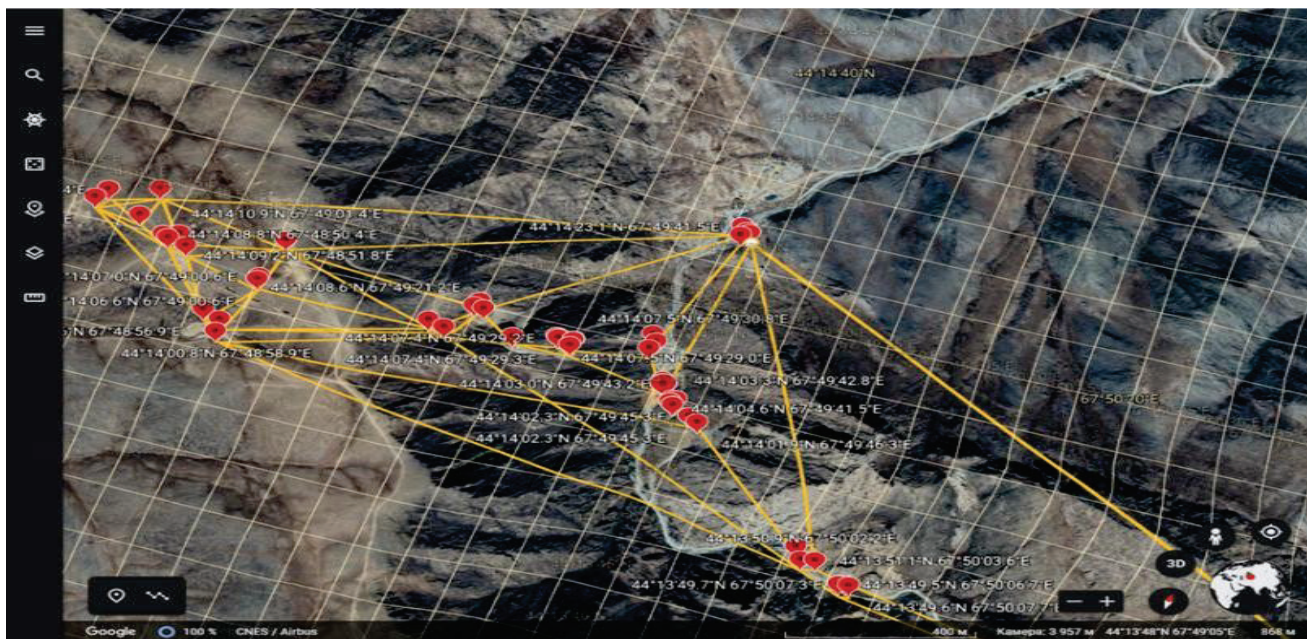 44°14'40"N
4"E
44°14'10.9"N 67°49'01.4"E
44°14'08.8"N 67°48'50.4"E
44°14'23.1"N 67°49'41.5"E
44°14'09.2"N 67°48'51.8"E
°14'07.0"N 67°49'00.6"E
44°14'08.6"N 67°49'21.2"E
°14'06.6"N 67°49'00.6"E
44°14'07.5"N 67°49'30.8"E
"N 67°48'56.9"E
44°14'07.4"N 67°49'29.2"E
44°14'00.8"N 67°48'58.9"E
44°14'07.4"N 67°49'29.3"E
44°14'07.5"N 67°49'29.0"E
44°14'03.0"N 67°49'43.2"E
44°14'03.3"N 67°49'42.8"E
67°50'20"E
44°14'02.3"N 67°49'45.3"E
44°14'04.6"N 67°49'41.5"E
44°14'02.3"N 67°49'45.3"E
44°14'01.9"N 67°49'46.3"E
44°13'50.9"N 67°50'02.2"E
44°13'51.1"N 67°50'03.6"E
3D
44°13'49.7"N 67°50'07.3"E
44°13'49.5"N 67°50'06.7"E
44°13'49.6"N 67°50'07.7"E
Google 100 % CNES / Airbus 400 м Камера: 3 957 м 44°13'48"N 67°49'05"E 868 м